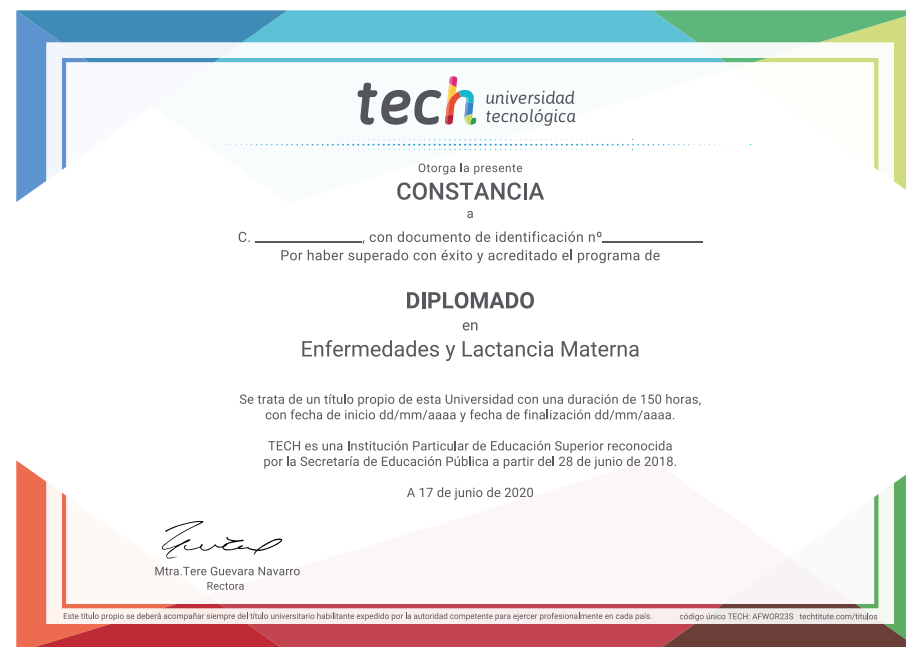 tech universidad
tecnológica
Otorga la presente
CONSTANCIA
a
C. ______________, con documento de identificación nº_____________
Por haber superado con éxito y acreditado el programa de
DIPLOMADO
en
Enfermedades y Lactancia Materna
Se trata de un título propio de esta Universidad con una duración de 150 horas,
con fecha de inicio dd/mm/aaaa y fecha de finalización dd/mm/aaaa.
TECH es una Institución Particular de Educación Superior reconocida
por la Secretaría de Educación Pública a partir del 28 de junio de 2018.
A 17 de junio de 2020
Mtra.Tere Guevara Navarro
Rectora
Este título propio se deberá acompañar siempre del título universitario habilitante expedido por la autoridad competente para ejercer profesionalmente en cada país. código único TECH: AFWOR23S techtitute.com/titulos